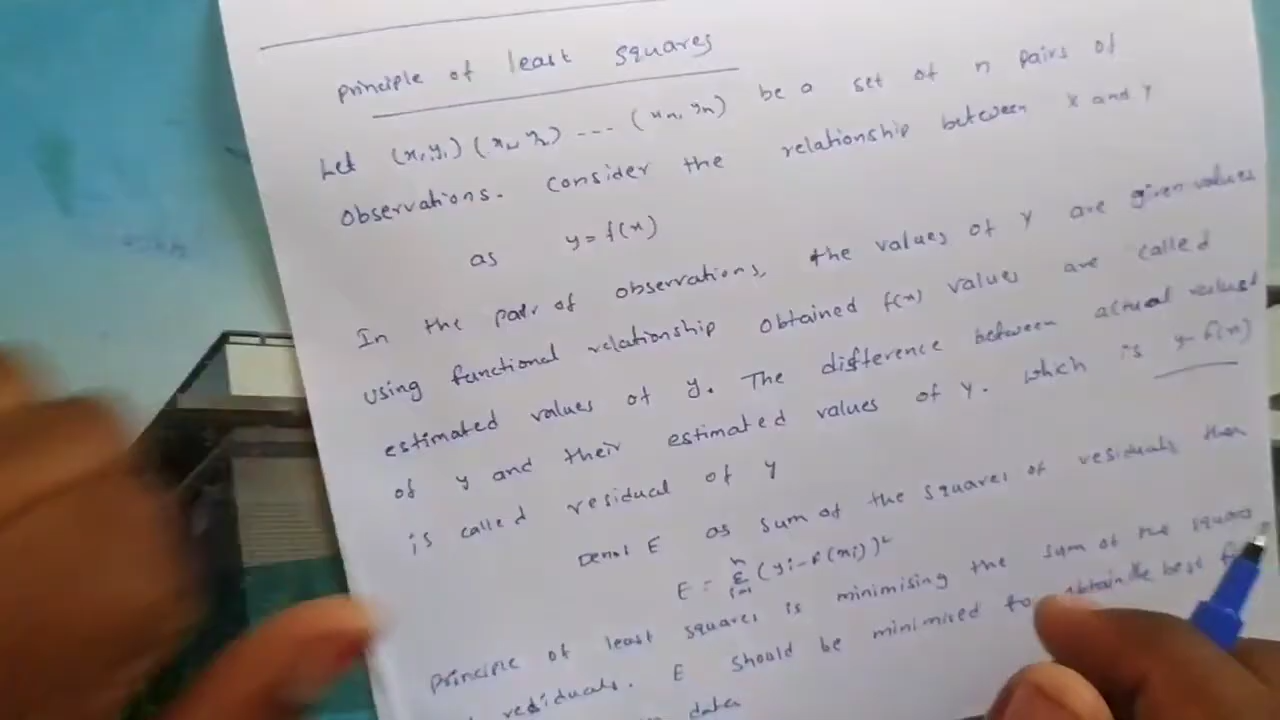 principle of least squares
Let (x1,y1) (x2,y2) --- (xn,yn) be a set of n pairs of
observations. Consider the relationship between x and y
as y=f(x)
In the pair of observations, the values of y are given values
using functional relationship obtained f(x) values are called
estimated values of y. The difference between actual values
of y and their estimated values of y. which is y-f(x)
is called residual of y
Denot E as sum of the squares of residuals then
E = Σ i=1 n (yi-f(xi))²
principle of least squares is minimising the sum of the square
residuals. E should be minimised to obtain the best
data